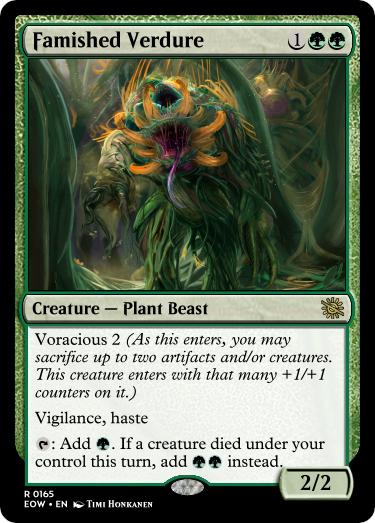 Famished Verdure 1
Creature — Plant Beast
Voracious 2 (As this enters, you may
sacrifice up to two artifacts and/or creatures.
This creature enters with that many +1/+1
counters on it.)
Vigilance, haste
: Add . If a creature died under your
control this turn, add instead.
2/2
R 0165
EOW • EN Timi Honkanen